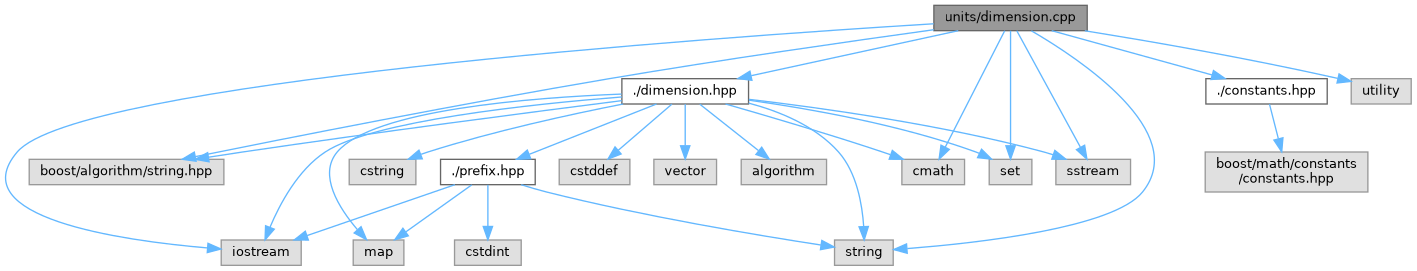 units/dimension.cpp
./dimension.hpp
./constants.hpp
utility
boost/algorithm/string.hpp
cstring
./prefix.hpp
cstddef
vector
algorithm
cmath
set
sstream
boost/math/constants
/constants.hpp
iostream
map
cstdint
string